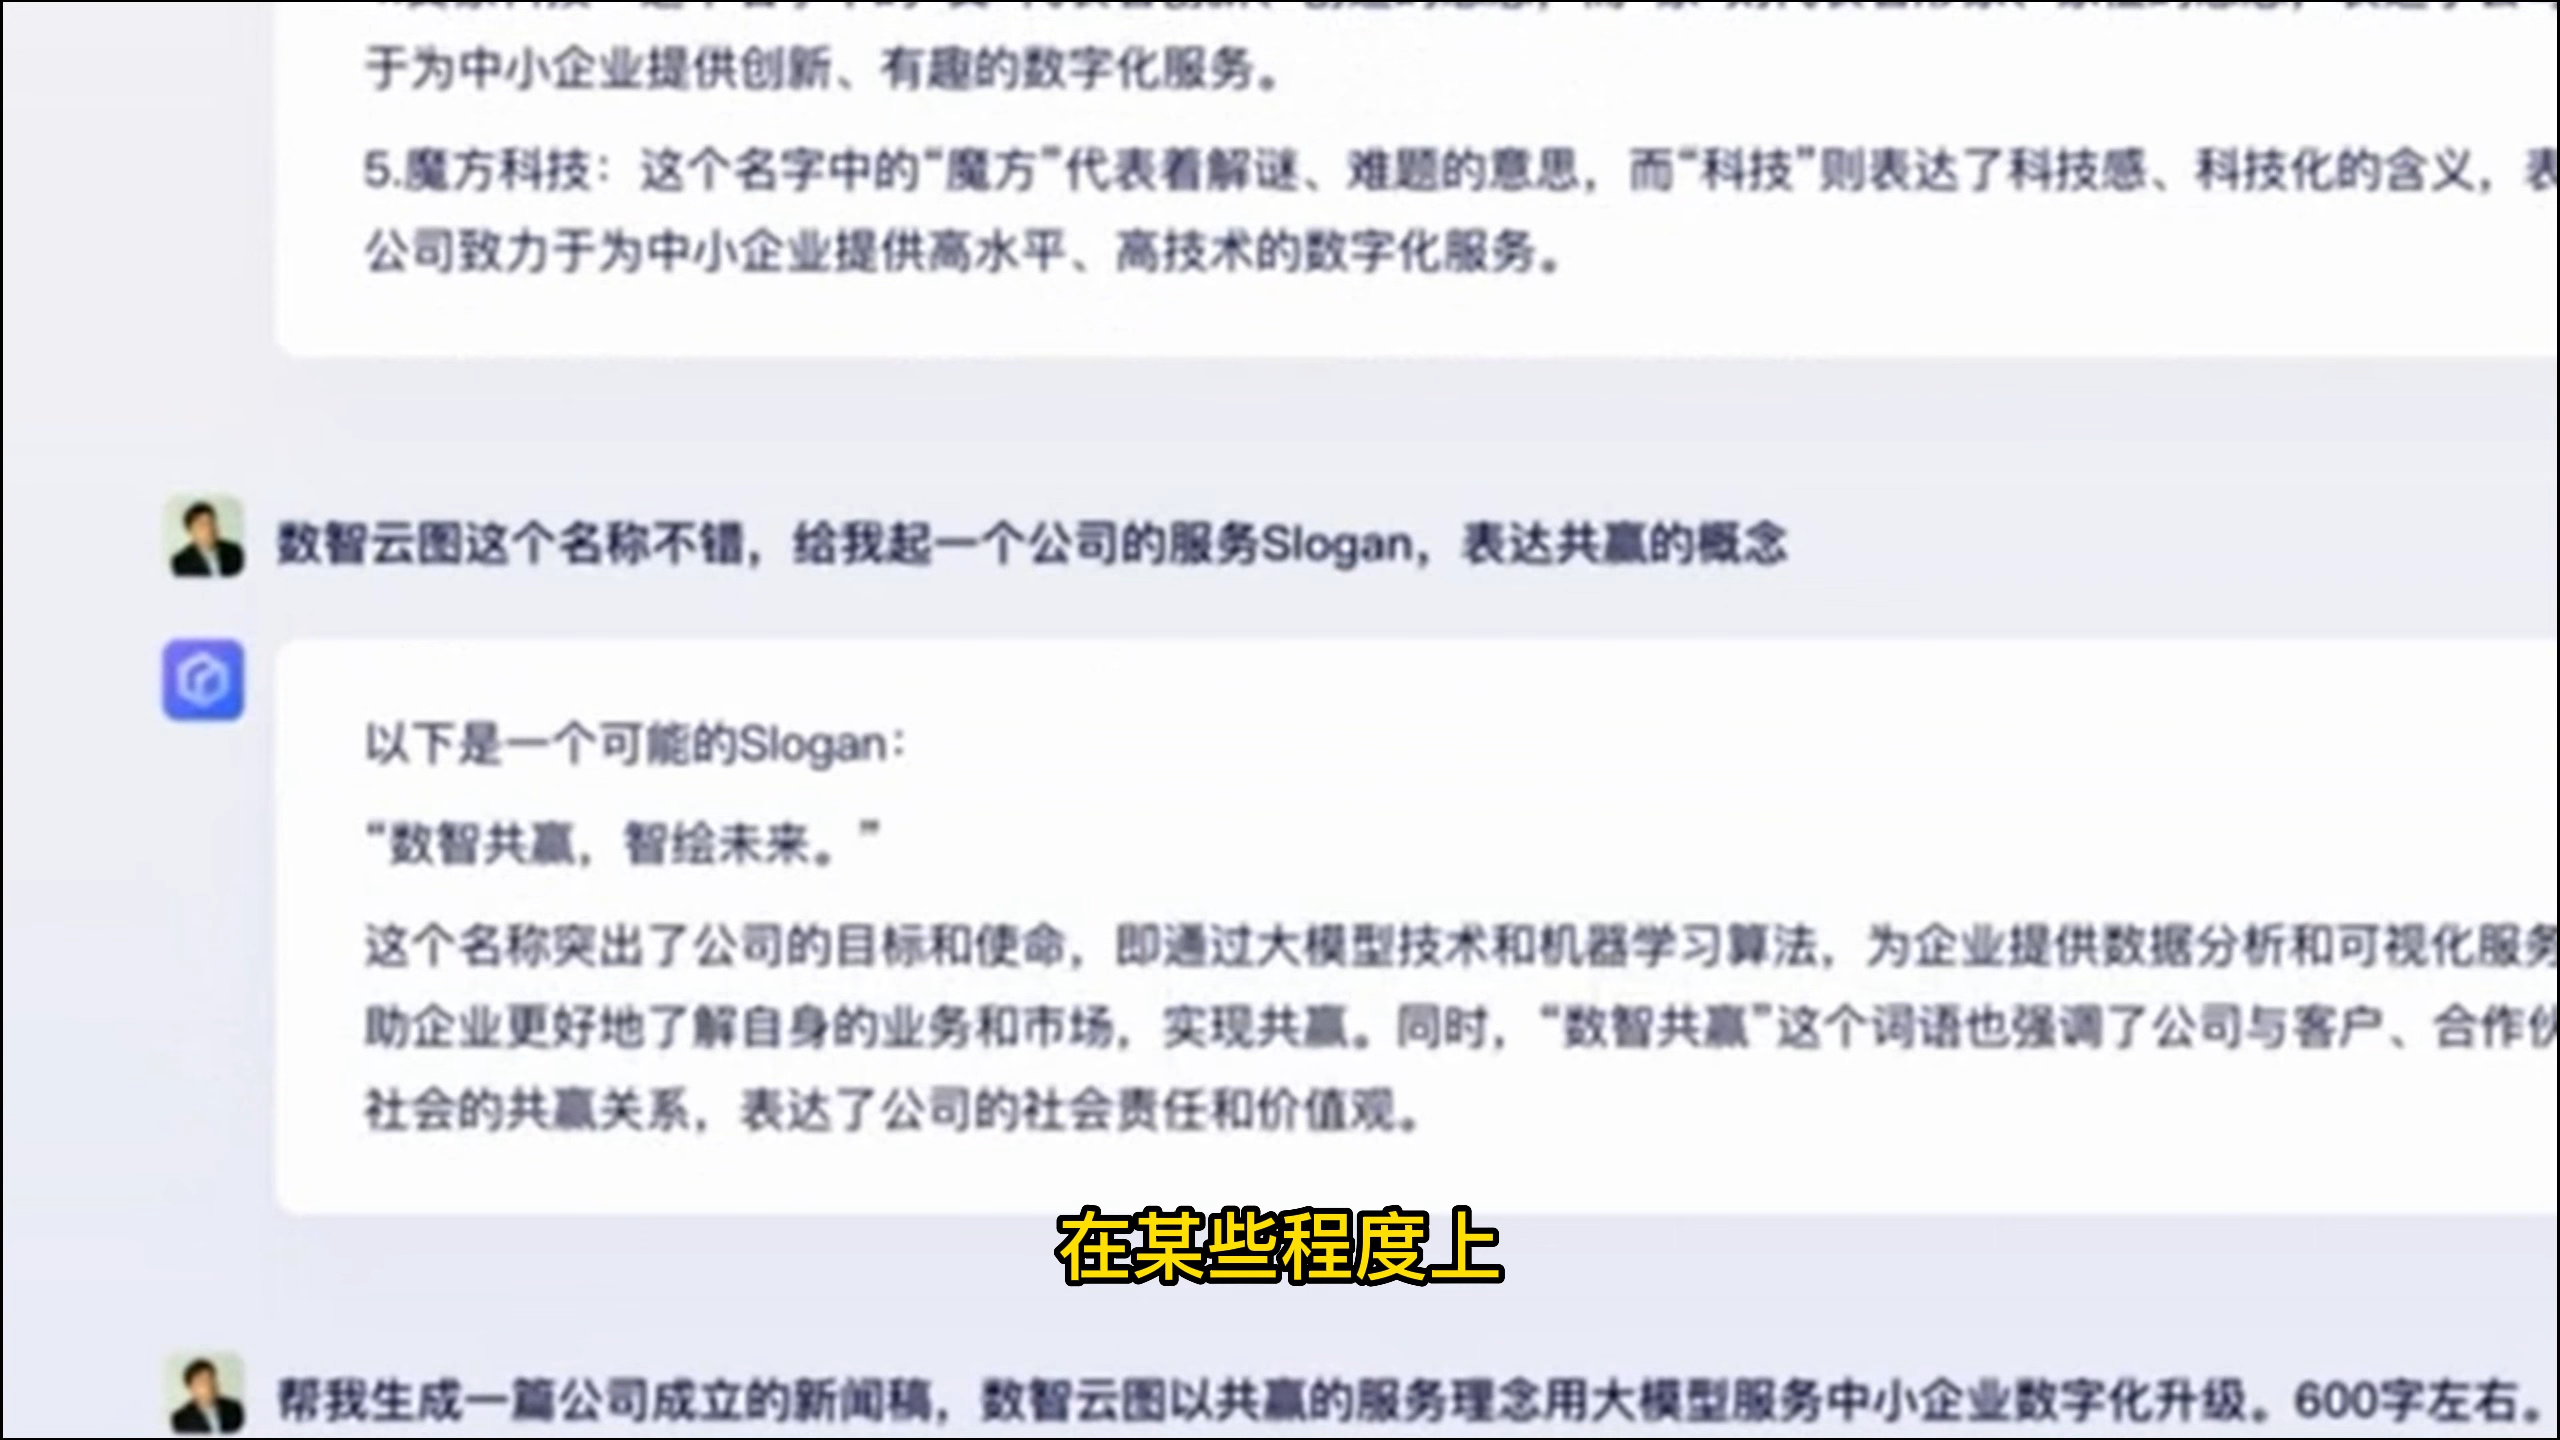 于为中小企业提供创新、有趣的数字化服务。
5.魔方科技：这个名字中的“魔方”代表着解谜、难题的意思，而“科技”则表达了科技感、科技化的含义，表
公司致力于为中小企业提供高水平、高技术的数字化服务。
数智云图这个名称不错，给我起一个公司的服务Slogan，表达共赢的概念
以下是一个可能的Slogan：
“数智共赢，智绘未来。”
这个名称突出了公司的目标和使命，即通过大模型技术和机器学习算法，为企业提供数据分析和可视化服务
助企业更好地了解自身的业务和市场，实现共赢。同时，“数智共赢”这个词语也强调了公司与客户、合作伙
社会的共赢关系，表达了公司的社会责任和价值观。
在某些程度上
帮我生成一篇公司成立的新闻稿，数智云图以共赢的服务理念用大模型服务中小企业数字化升级。600字左右。